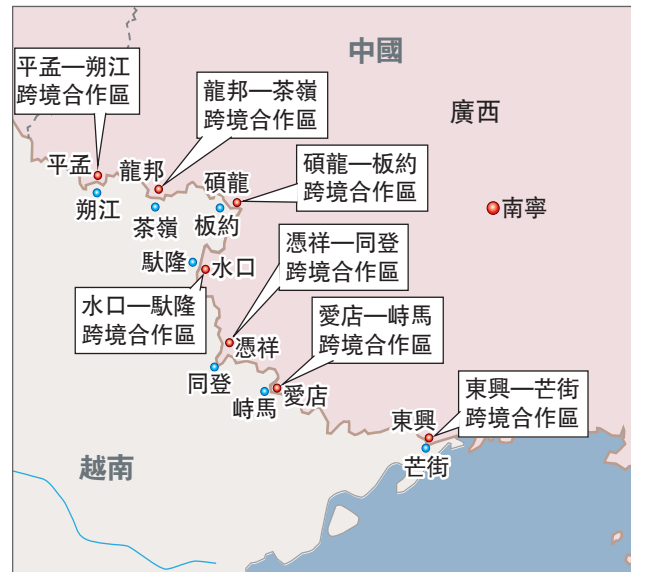 中國
平孟—朔江
跨境合作區
龍邦—茶嶺
跨境合作區
廣西
碩龍—板約
跨境合作區
平孟
龍邦
碩龍
朔江
茶嶺
板約
南寧
馱隆
水口
憑祥—同登
跨境合作區
水口—馱隆
跨境合作區
愛店—峙馬
跨境合作區
憑祥
同登
峙馬
愛店
東興—芒街
跨境合作區
東興
芒街
越南